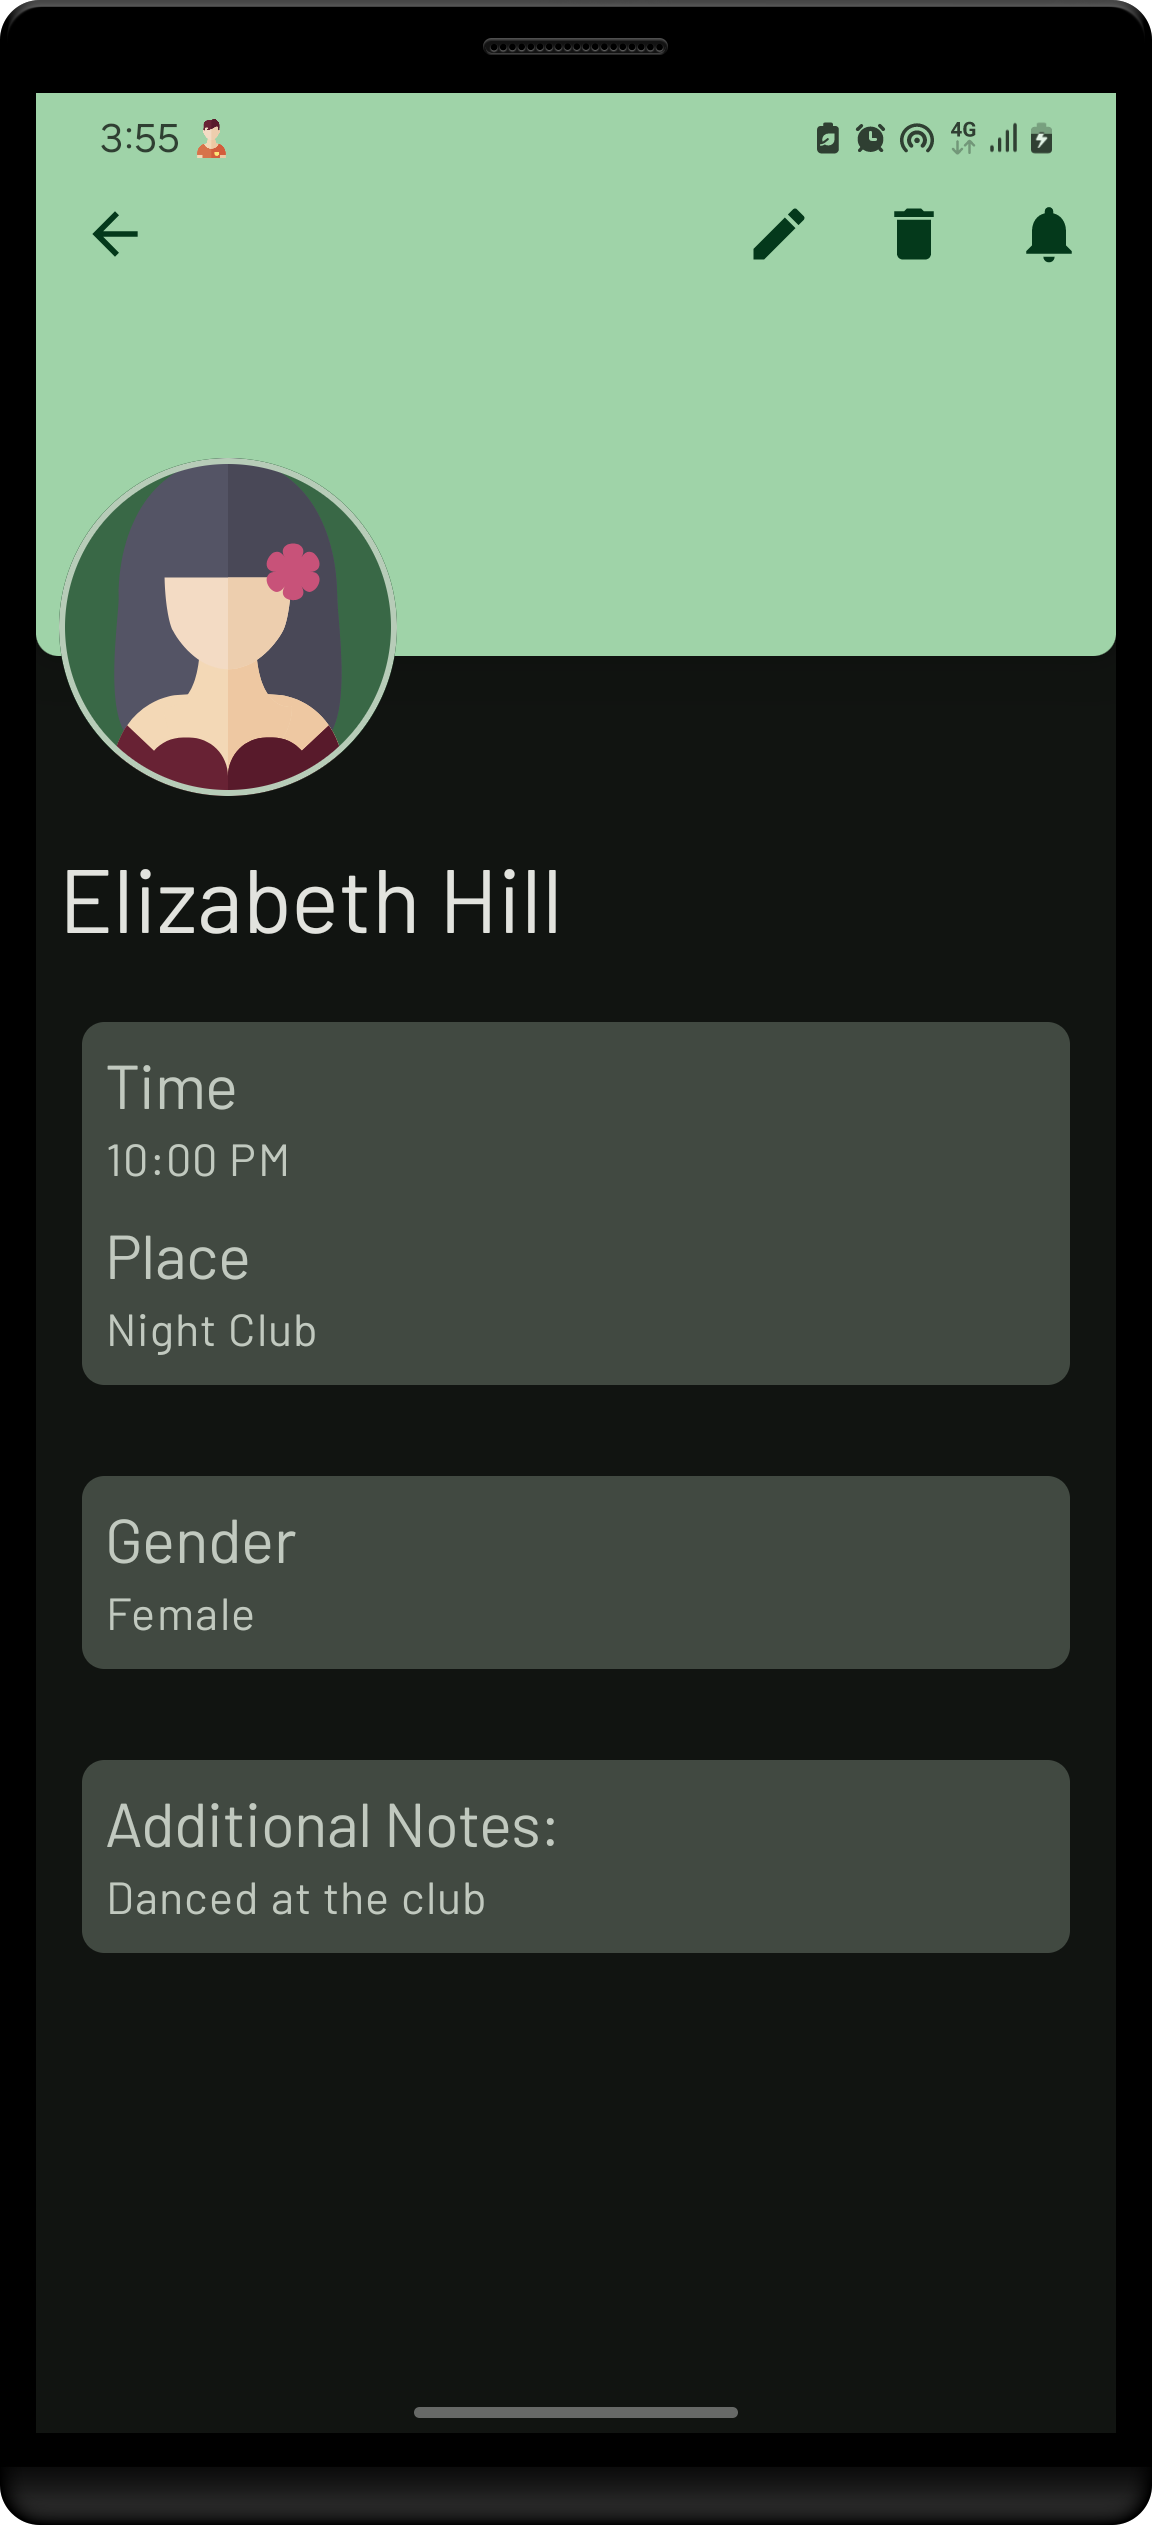 3:55
4G
Elizabeth Hill
Time
10:00 PM
Place
Night Club
Gender
Female
Additional Notes:
Danced at the club